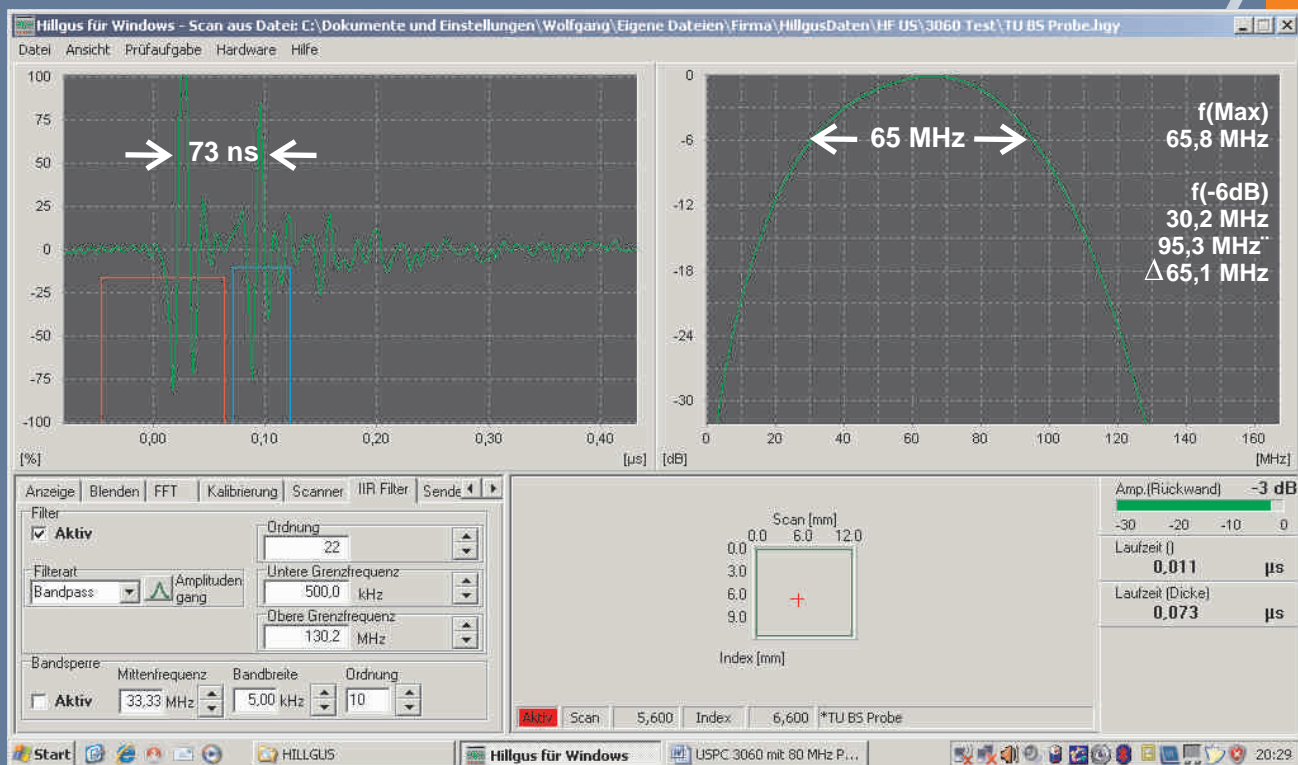 Hillgus für Windows - Scan aus Datei: C:\Dokumente und Einstellungen\Wolfgang\Eigene Dateien\Firma\HillgusDaten\HF US\3060 Test\TU BS Probe.hgy
Datei Ansicht Prüfaufgabe Hardware Hilfe
100
75
50
25
0
-25
-50
-75
-100
73 ns
0,00 0,10 0,20 0,30 0,40
[%] [µs]
0
-6
-12
-18
-24
-30
65 MHz
f(Max)
65,8 MHz
f(-6dB)
30,2 MHz
95,3 MHz¨
Δ65,1 MHz
0 20 40 60 80 100 120 140 160
[dB] [MHz]
Anzeige Blenden FFT Kalibrierung Scanner IIR Filter Sende
Filter
Aktiv
Ordnung
22
Filterart
Bandpass
Amplituden
gang
Untere Grenzfrequenz
500,0 kHz
Obere Grenzfrequenz
130,2 MHz
Bandsperre
Mittenfrequenz Bandbreite Ordnung
Aktiv 33,33 MHz 5,00 kHz 10
Scan [mm]
0.0 6.0 12.0
0.0
3.0
6.0
9.0
Index [mm]
Aktiv Scan 5,600 Index 6,600 *TU BS Probe
Amp.(Rückwand) -3 dB
-30 -20 -10 0
Laufzeit ()
0,011 µs
Laufzeit (Dicke)
0,073 µs
Start HILLGUS Hillgus für Windows USPC 3060 mit 80 MHz P... 20:29